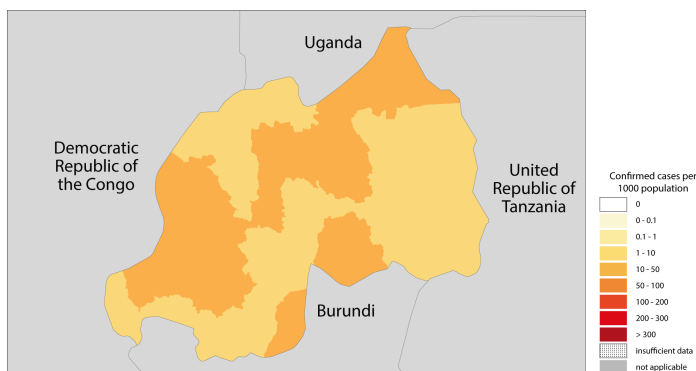 Uganda
Democratic
Republic of
the Congo
United
Republic of
Tanzania
Burundi
Confirmed cases per
1000 population
0
0 - 0.1
0.1 - 1
1 - 10
10 - 50
50 - 100
100 - 200
200 - 300
> 300
insufficient data
not applicable